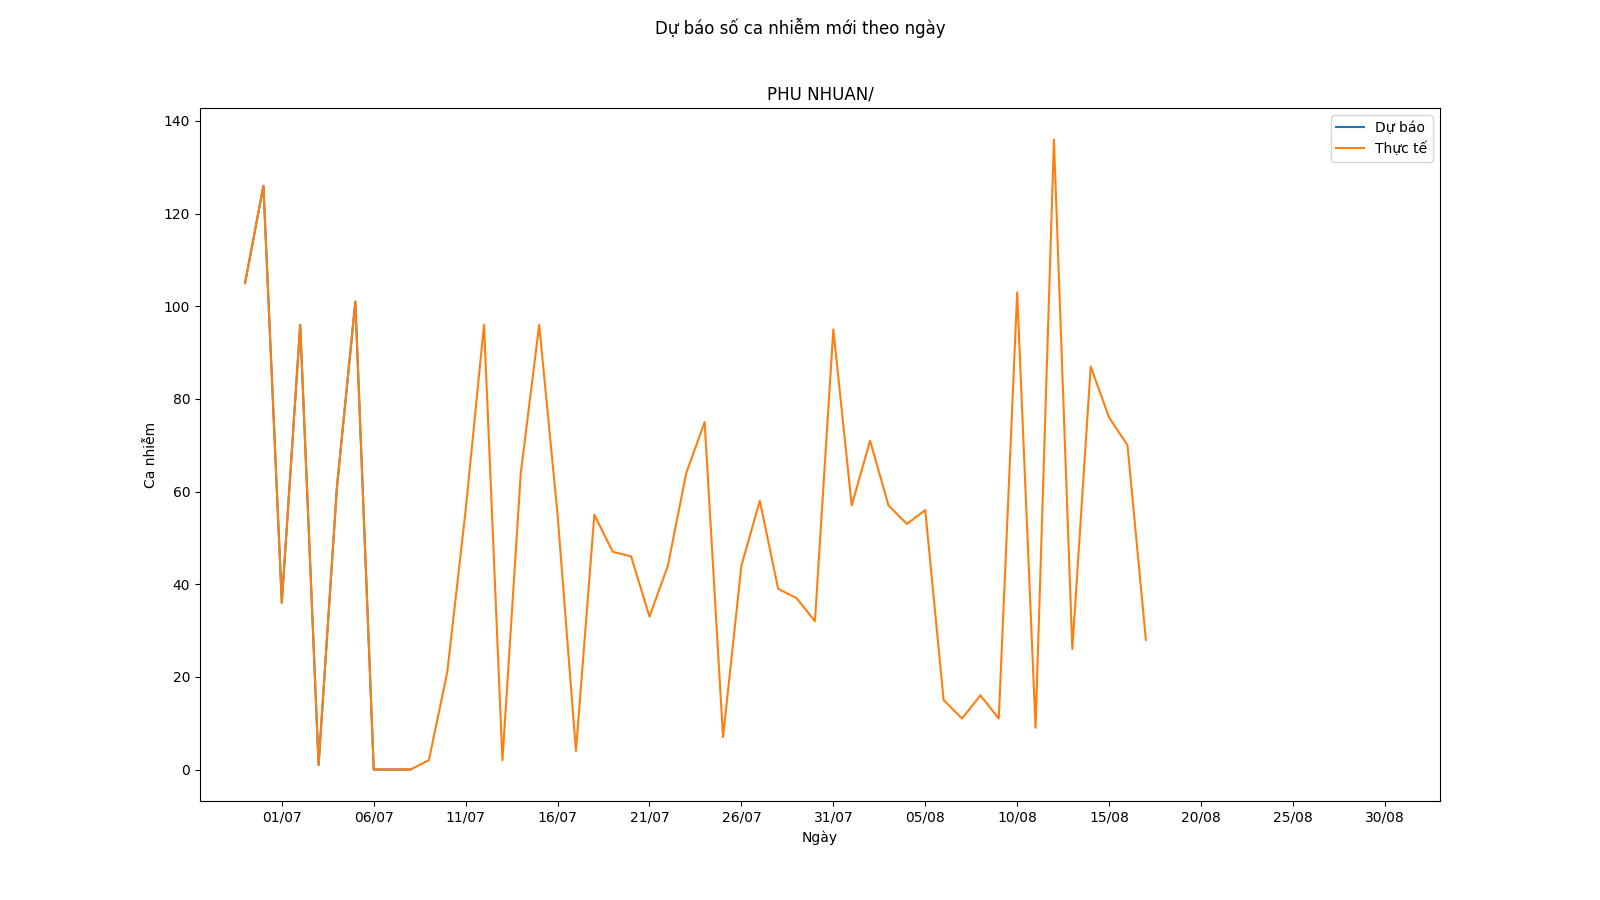 Dự báo số ca nhiễm mới theo ngày
PHU NHUAN/
Dự báo
Thực tế
140
120
100
80
60
40
20
0
Ca nhiễm
01/07 06/07 11/07 16/07 21/07 26/07 31/07 05/08 10/08 15/08 20/08 25/08 30/08
Ngày